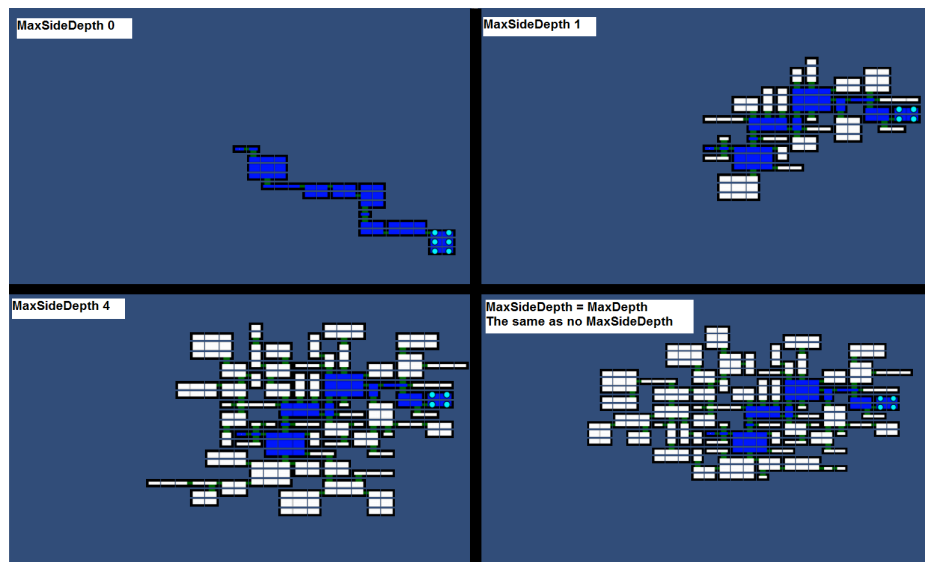 MaxSideDepth 0
MaxSideDepth 1
MaxSideDepth 4
MaxSideDepth = MaxDepth
The same as no MaxSideDepth